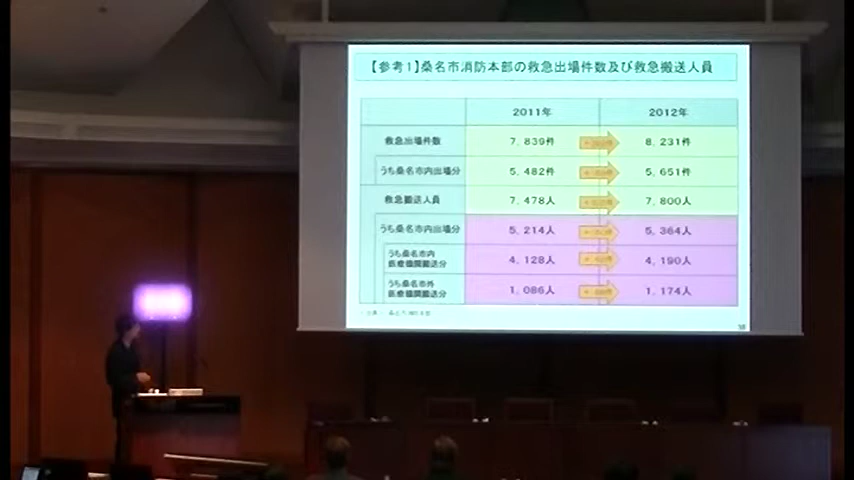 【参考1】桑名市消防本部の救急出場件数及び救急搬送人員
2011年 2012年
救急出場件数 7,839件 8,231件
うち桑名市内出場分 5,482件 5,651件
救急搬送人員 7,478人 7,800人
うち桑名市内出場分 5,214人 5,364人
うち桑名市内
医療機関搬送分 4,128人 4,190人
うち桑名市外
医療機関搬送分 1,086人 1,174人